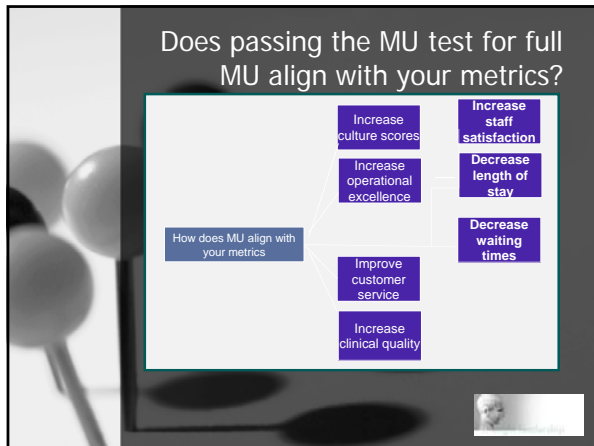 Does passing the MU test for full
MU align with your metrics?
Increase
culture scores
Increase
staff
satisfaction
Increase
operational
excellence
Decrease
length of
stay
How does MU align with
your metrics
Decrease
waiting
times
Improve
customer
service
Increase
clinical quality